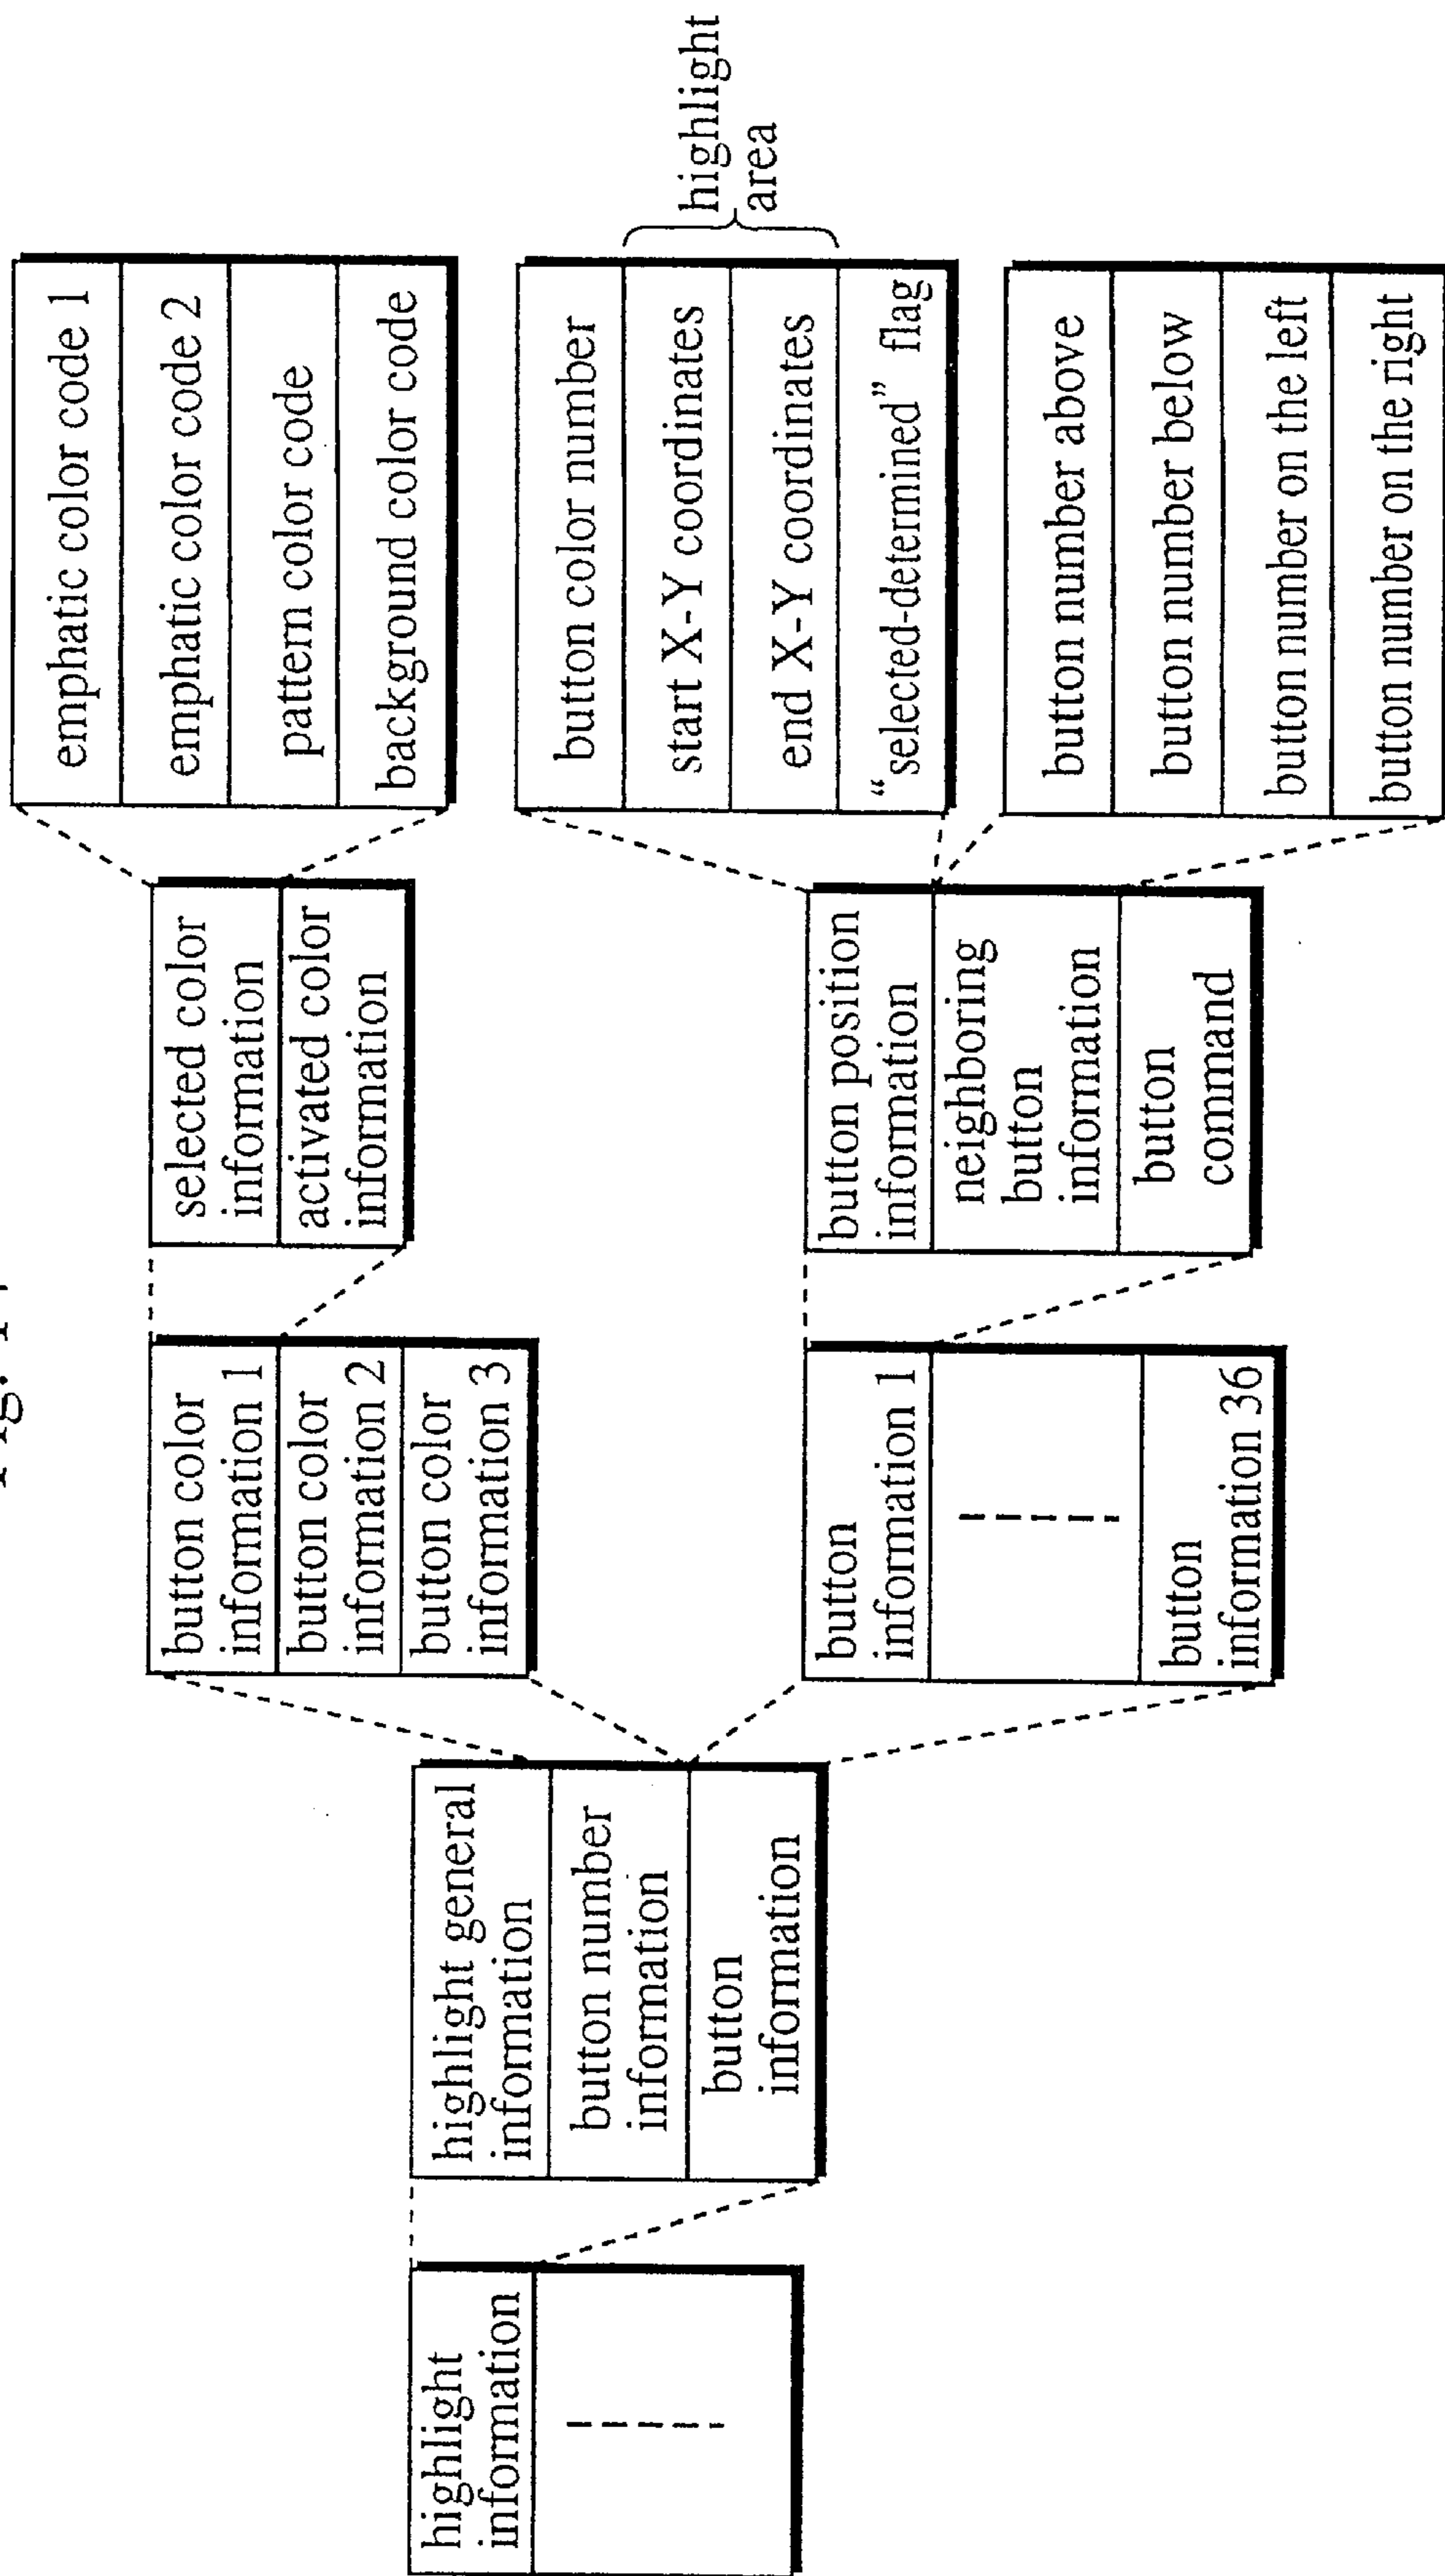 highlight
information
highlight general
information
button number
information
button
information
button color
information 1
button color
information 2
button color
information 3
button
information 1
button
information 36
selected color
information
activated color
information
button position
information
neighboring
button
information
button
command
emphatic color code 1
emphatic color code 2
pattern color code
background color code
button color number
start X-Y coordinates
end X-Y coordinates
"selected-determined" flag
highlight
area
button number above
button number below
button number on the left
button number on the right